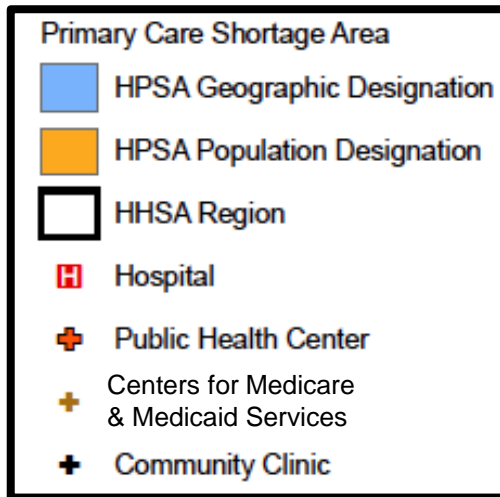 Primary Care Shortage Area
HPSA Geographic Designation
HPSA Population Designation
HHSA Region
H Hospital
Public Health Center
Centers for Medicare
& Medicaid Services
Community Clinic